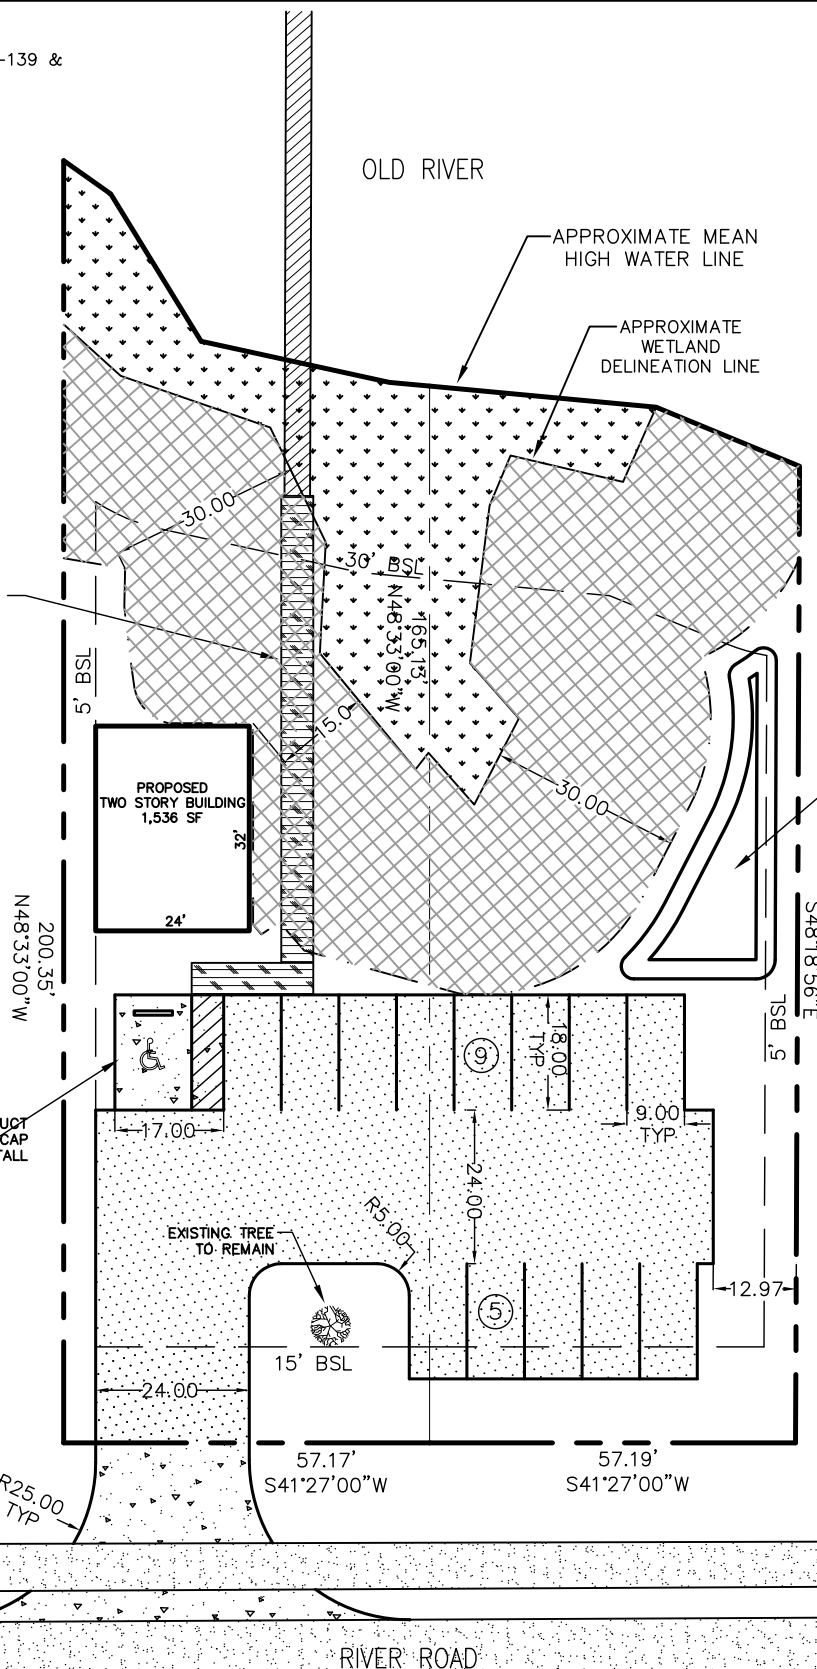 -139 &
OLD RIVER
APPROXIMATE MEAN
HIGH WATER LINE
APPROXIMATE
WETLAND
DELINEATION LINE
30.00
30' BSL
165.13'
N48°33'00"W
5' BSL
15.0
PROPOSED
TWO STORY BUILDING
1,536 SF
32'
24'
30.00
200.35'
N48°33'00"W
S48°18'56"E
5' BSL
18.00
TYP
9
9.00
TYP
UCT
CAP
TALL
17.00
24.00
R5.00
EXISTING TREE
TO REMAIN
12.97
5
15' BSL
24.00
57.17'
S41°27'00"W
57.19'
S41°27'00"W
R25.00
TYP
RIVER ROAD